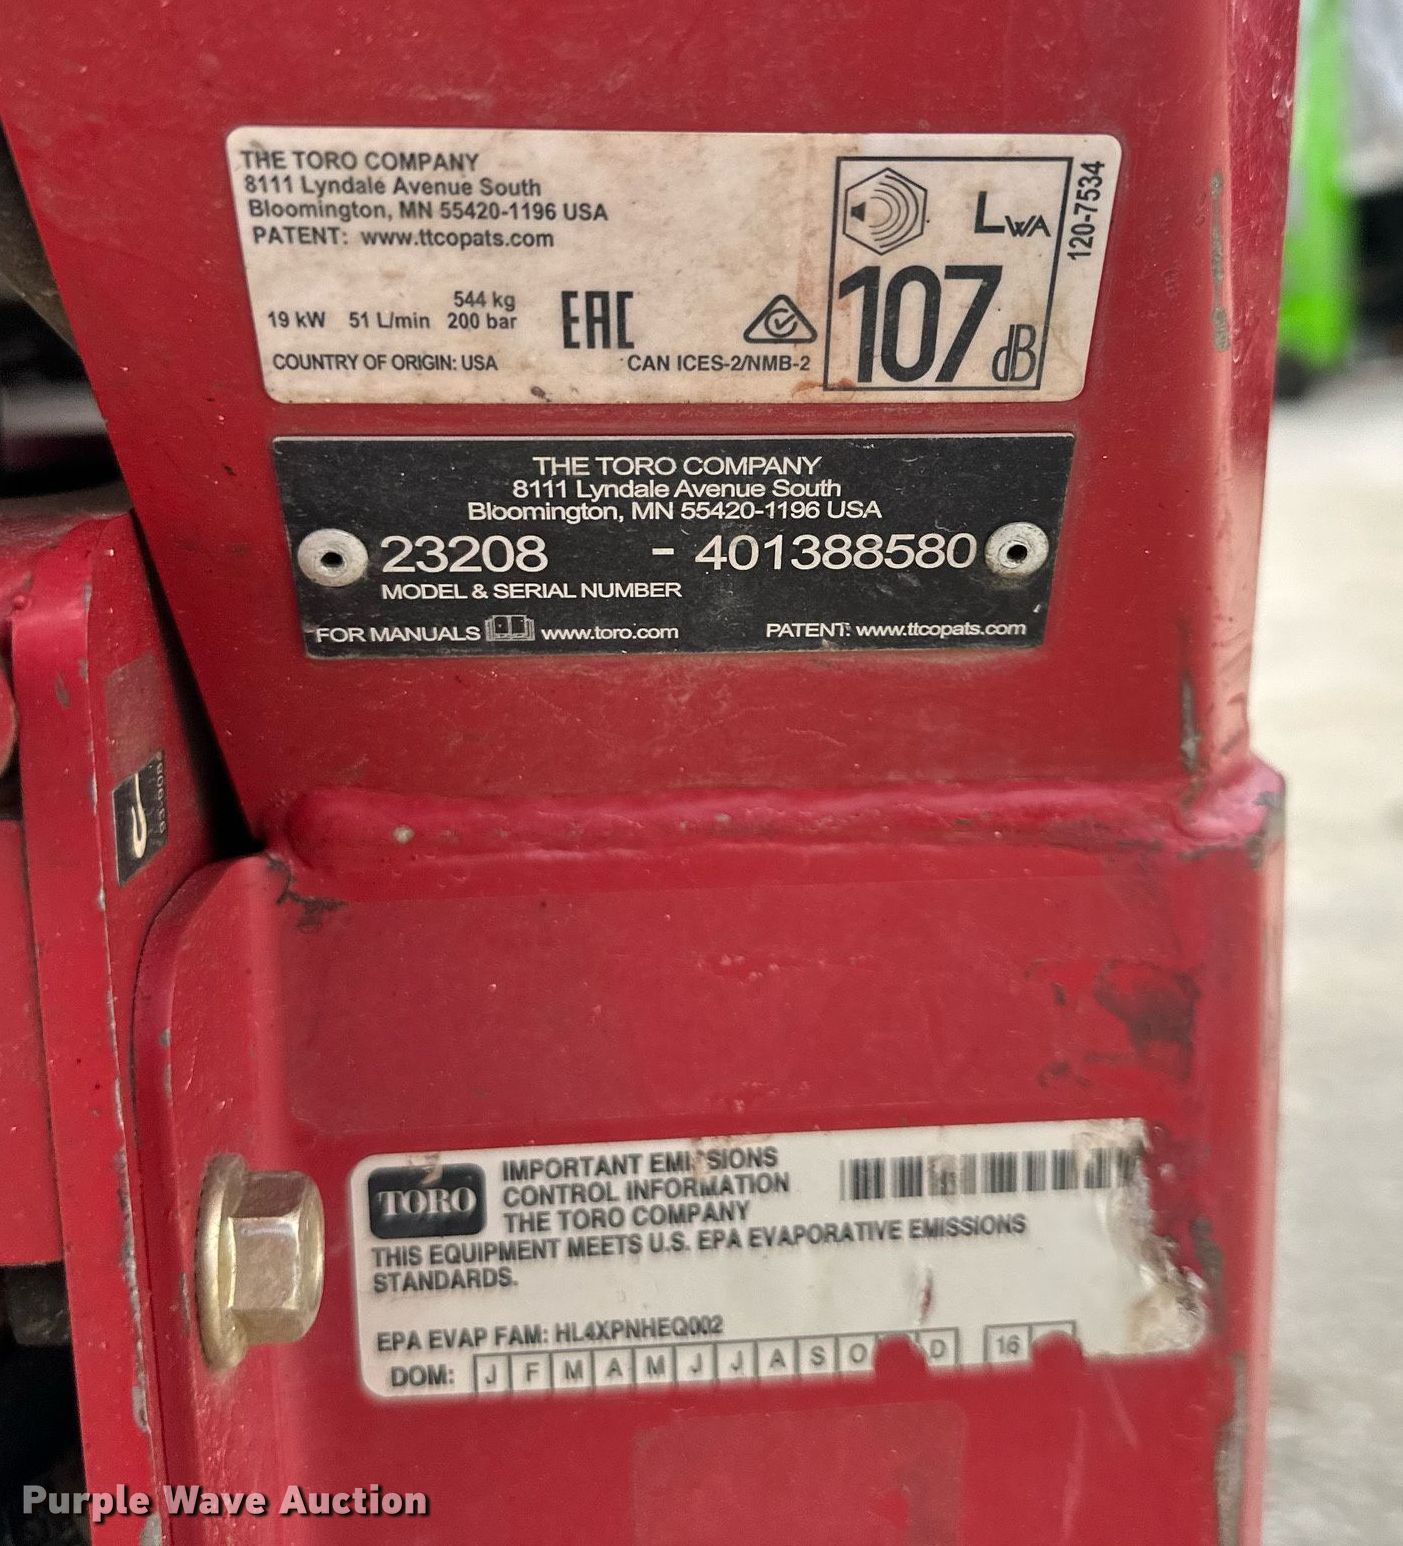 THE TORO COMPANY
8111 Lyndale Avenue South
Bloomington, MN 55420-1196 USA
PATENT: www.ttcopats.com
544 kg
19 kW 51 L/min 200 bar
EAC
COUNTRY OF ORIGIN: USA
CAN ICES-2/NMB-2
LWA
107 dB
120-7534
THE TORO COMPANY
8111 Lyndale Avenue South
Bloomington, MN 55420-1196 USA
23208 - 401388580
MODEL & SERIAL NUMBER
FOR MANUALS www.toro.com
PATENT: www.ttcopats.com
TORO
IMPORTANT EMISSIONS
CONTROL INFORMATION
THE TORO COMPANY
THIS EQUIPMENT MEETS U.S. EPA EVAPORATIVE EMISSIONS
STANDARDS.
EPA EVAP FAM: HL4XPNHEQ002
DOM: J F M A M J J A S O D 16
Purple Wave Auction